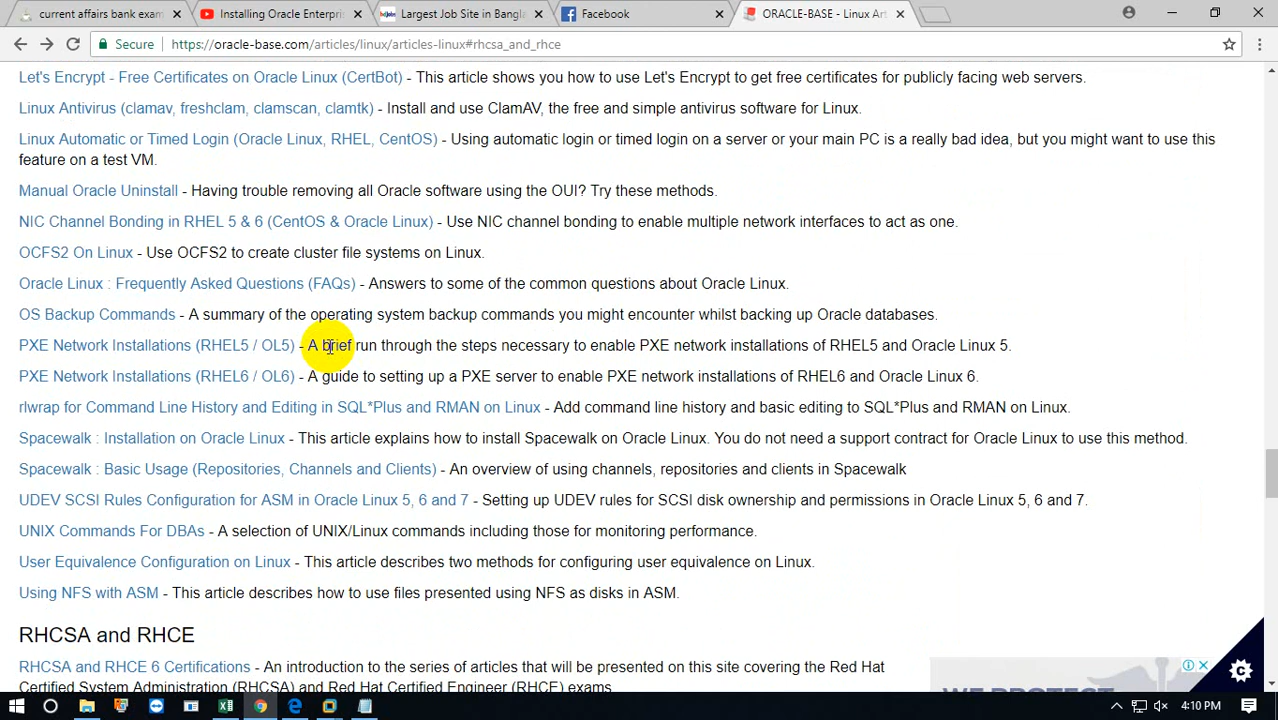 current affairs bank exam
Installing Oracle Enterpri
Largest Job Site in Bangla
Facebook
ORACLE-BASE - Linux Art
Secure
https://oracle-base.com/articles/linux/articles-linux#rhcsa_and_rhce
Let's Encrypt - Free Certificates on Oracle Linux (CertBot) - This article shows you how to use Let's Encrypt to get free certificates for publicly facing web servers.
Linux Antivirus (clamav, freshclam, clamscan, clamtk) - Install and use ClamAV, the free and simple antivirus software for Linux.
Linux Automatic or Timed Login (Oracle Linux, RHEL, CentOS) - Using automatic login or timed login on a server or your main PC is a really bad idea, but you might want to use this
feature on a test VM.
Manual Oracle Uninstall - Having trouble removing all Oracle software using the OUI? Try these methods.
NIC Channel Bonding in RHEL 5 & 6 (CentOS & Oracle Linux) - Use NIC channel bonding to enable multiple network interfaces to act as one.
OCFS2 On Linux - Use OCFS2 to create cluster file systems on Linux.
Oracle Linux : Frequently Asked Questions (FAQs) - Answers to some of the common questions about Oracle Linux.
OS Backup Commands - A summary of the operating system backup commands you might encounter whilst backing up Oracle databases.
PXE Network Installations (RHEL5 / OL5) - A brief run through the steps necessary to enable PXE network installations of RHEL5 and Oracle Linux 5.
PXE Network Installations (RHEL6 / OL6) - A guide to setting up a PXE server to enable PXE network installations of RHEL6 and Oracle Linux 6.
rlwrap for Command Line History and Editing in SQL*Plus and RMAN on Linux - Add command line history and basic editing to SQL*Plus and RMAN on Linux.
Spacewalk : Installation on Oracle Linux - This article explains how to install Spacewalk on Oracle Linux. You do not need a support contract for Oracle Linux to use this method.
Spacewalk : Basic Usage (Repositories, Channels and Clients) - An overview of using channels, repositories and clients in Spacewalk
UDEV SCSI Rules Configuration for ASM in Oracle Linux 5, 6 and 7 - Setting up UDEV rules for SCSI disk ownership and permissions in Oracle Linux 5, 6 and 7.
UNIX Commands For DBAs - A selection of UNIX/Linux commands including those for monitoring performance.
User Equivalence Configuration on Linux - This article describes two methods for configuring user equivalence on Linux.
Using NFS with ASM - This article describes how to use files presented using NFS as disks in ASM.
RHCSA and RHCE
RHCSA and RHCE 6 Certifications - An introduction to the series of articles that will be presented on this site covering the Red Hat
Certified System Administration (RHCSA) and Red Hat Certified Engineer (RHCE) exams
WE PROTECT
4:10 PM